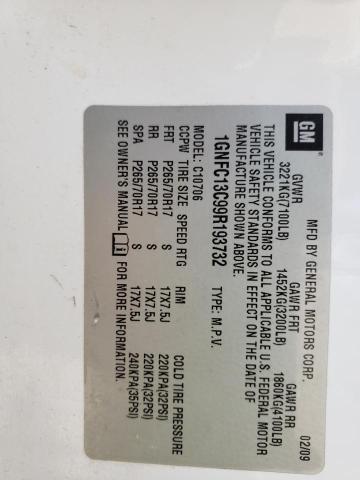 GM
MFD BY GENERAL MOTORS CORP. 02/09
GVWR GAWR FRT GAWR RR
3221KG(7100LB) 1452KG(3200LB) 1860KG(4100LB)
THIS VEHICLE CONFORMS TO ALL APPLICABLE U.S. FEDERAL MOTOR
VEHICLE SAFETY STANDARDS IN EFFECT ON THE DATE OF
MANUFACTURE SHOWN ABOVE.
1GNFC13C39R193732 TYPE: M.P.V.
MODEL: C10706
CCPW TIRE SIZE SPEED RTG RIM COLD TIRE PRESSURE
FRT P265/70R17 S 17X7.5J 220KPA(32PSI)
RR P265/70R17 S 17X7.5J 220KPA(32PSI)
SPA P265/70R17 S 17X7.5J 240KPA(35PSI)
SEE OWNER'S MANUAL FOR MORE INFORMATION.